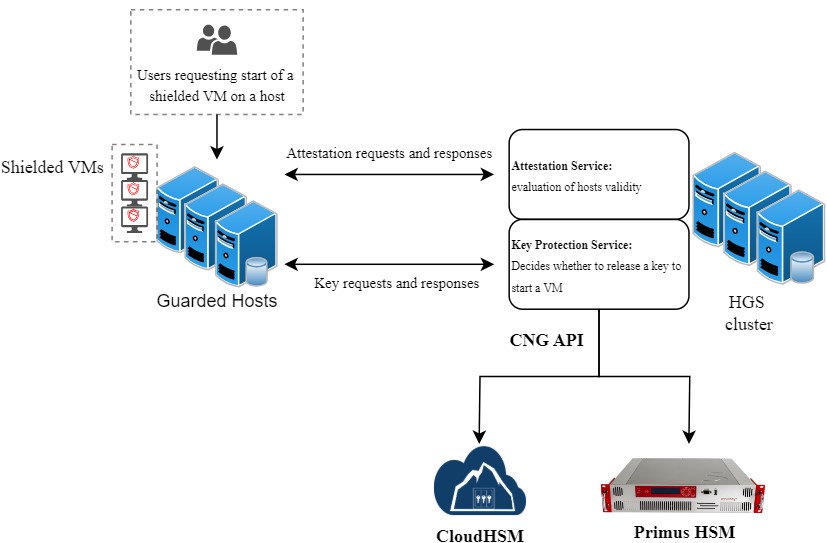 Users requesting start of a
shielded VM on a host
Shielded VMs
Attestation requests and responses
Attestation Service:
evaluation of hosts validity
Key Protection Service:
Decides whether to release a key to
start a VM
Key requests and responses
Guarded Hosts
HGS
cluster
CNG API
CloudHSM
Primus HSM